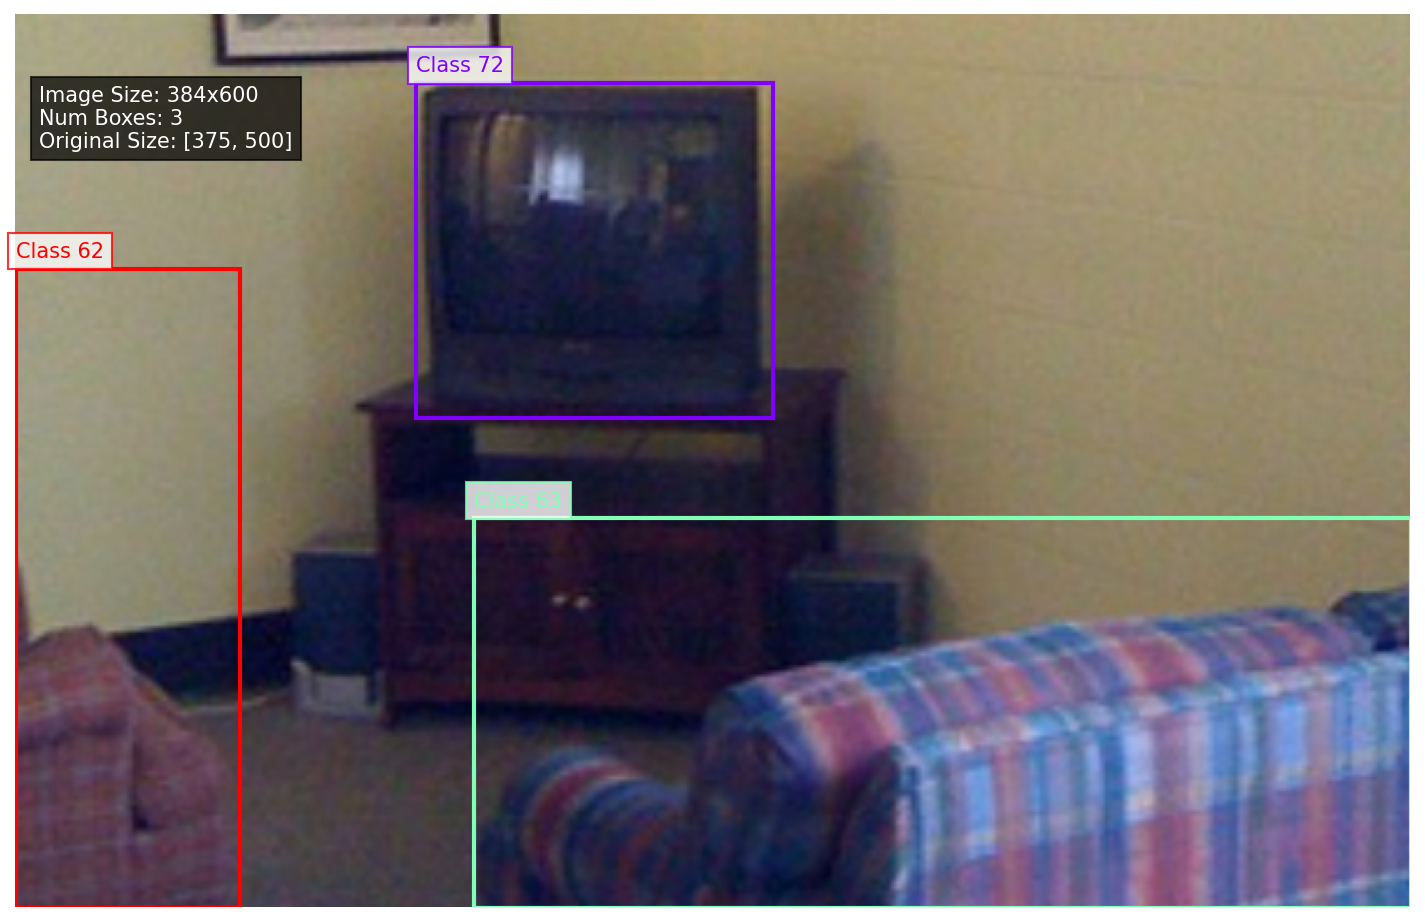 Class 72
Image Size: 384x600
Num Boxes: 3
Original Size: [375, 500]
Class 62
Class 63